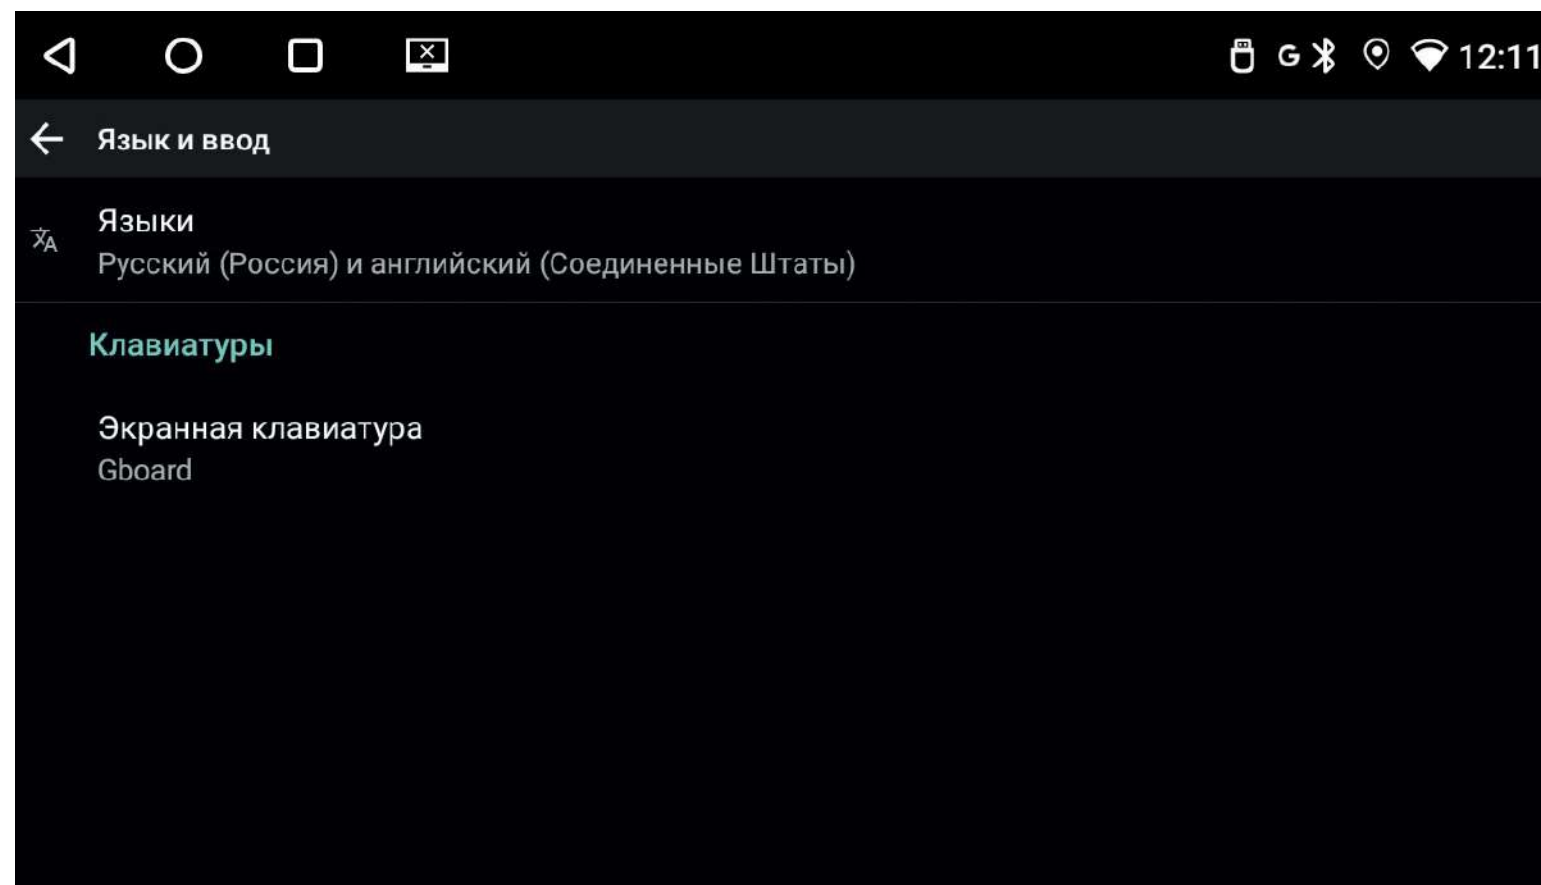 G 12:11
Язык и ввод
Языки
Русский (Россия) и английский (Соединенные Штаты)
Клавиатуры
Экранная клавиатура
Gboard